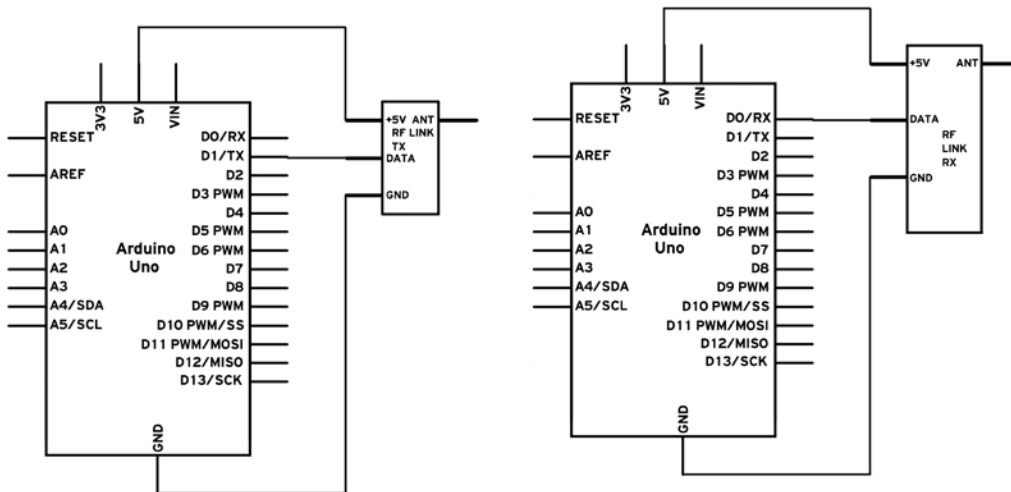 3V3
5V
VIN
RESET
AREF
A0
A1
A2
A3
A4/SDA
A5/SCL
Arduino
Uno
D0/RX
D1/TX
D2
D3 PWM
D4
D5 PWM
D6 PWM
D7
D8
D9 PWM
D10 PWM/SS
D11 PWM/MOSI
D12/MISO
D13/SCK
GND
+5V ANT
RF LINK
TX
DATA
GND
3V3
5V
VIN
RESET
AREF
A0
A1
A2
A3
A4/SDA
A5/SCL
Arduino
Uno
D0/RX
D1/TX
D2
D3 PWM
D4
D5 PWM
D6 PWM
D7
D8
D9 PWM
D10 PWM/SS
D11 PWM/MOSI
D12/MISO
D13/SCK
GND
+5V ANT
DATA
RF
LINK
RX
GND